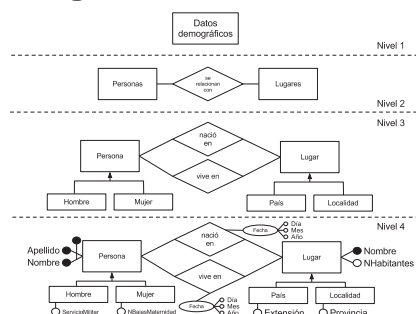 Datos
demográficos
Nivel 1
Personas
se
relacionan
con
Lugares
Nivel 2
Nivel 3
nació
en
Persona
Lugar
vive en
Hombre
Mujer
País
Localidad
Nivel 4
Fecha
Día
Mes
Año
nació
en
Apellido
Nombre
Persona
Lugar
Nombre
NHabitantes
vive en
Hombre
Mujer
País
Localidad
Fecha
Día
Mes
Año
ServicioMilitar
NBajasMaternidad
Extensión
Provincia